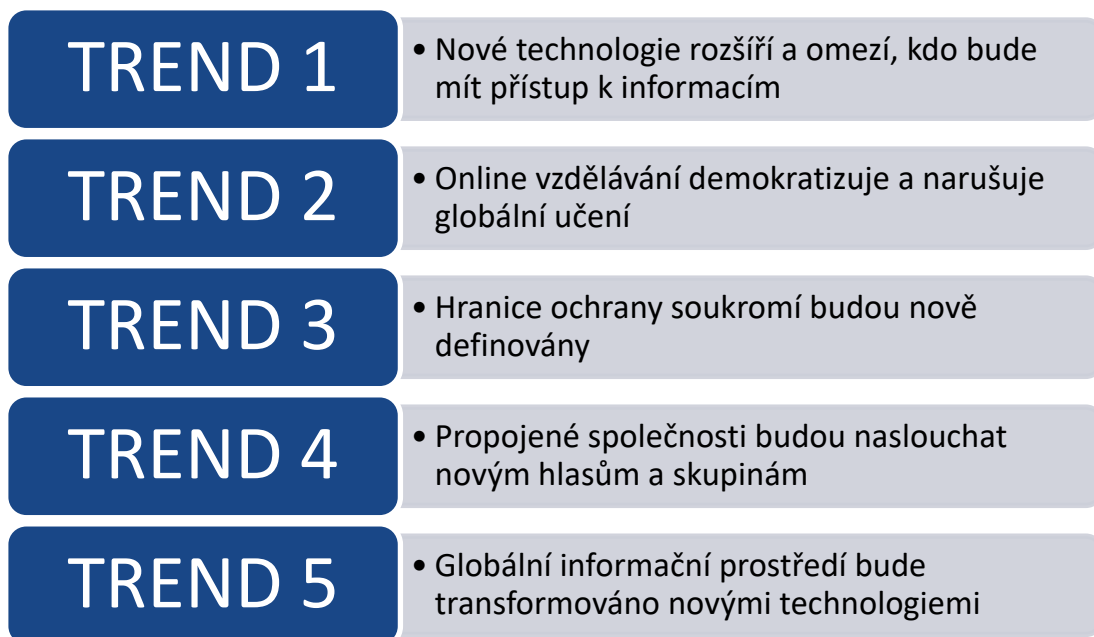 TREND 1
• Nové technologie rozšíří a omezí, kdo bude
mít přístup k informacím
TREND 2
• Online vzdělávání demokratizuje a narušuje
globální učení
TREND 3
• Hranice ochrany soukromí budou nově
definovány
TREND 4
• Propojené společnosti budou naslouchat
novým hlasům a skupinám
TREND 5
• Globální informační prostředí bude
transformováno novými technologiemi